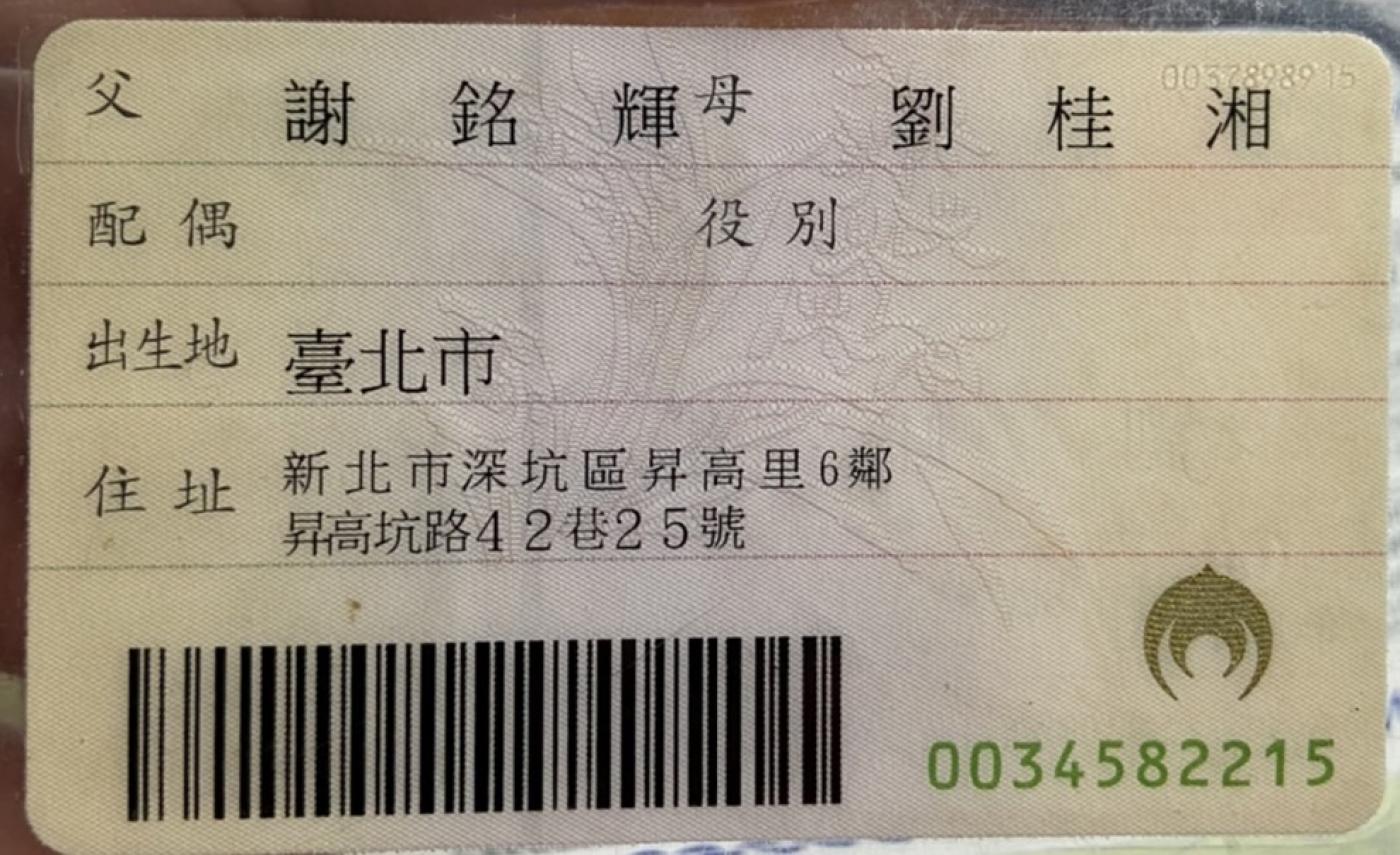 0037898915
父 謝銘輝 母 劉桂湘
配偶 役別
出生地 臺北市
住址 新北市深坑區昇高里6鄰
昇高坑路42巷25號
0034582215